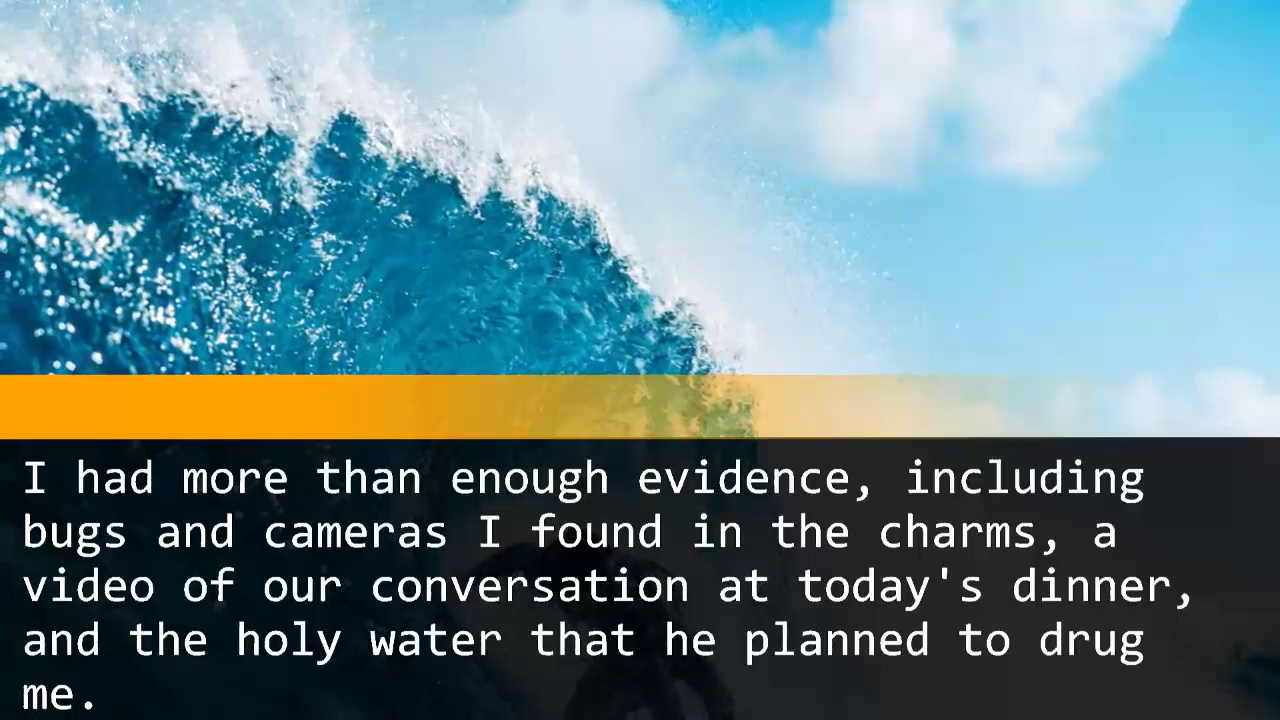 I had more than enough evidence, including
bugs and cameras I found in the charms, a
video of our conversation at today's dinner,
and the holy water that he planned to drug
me.